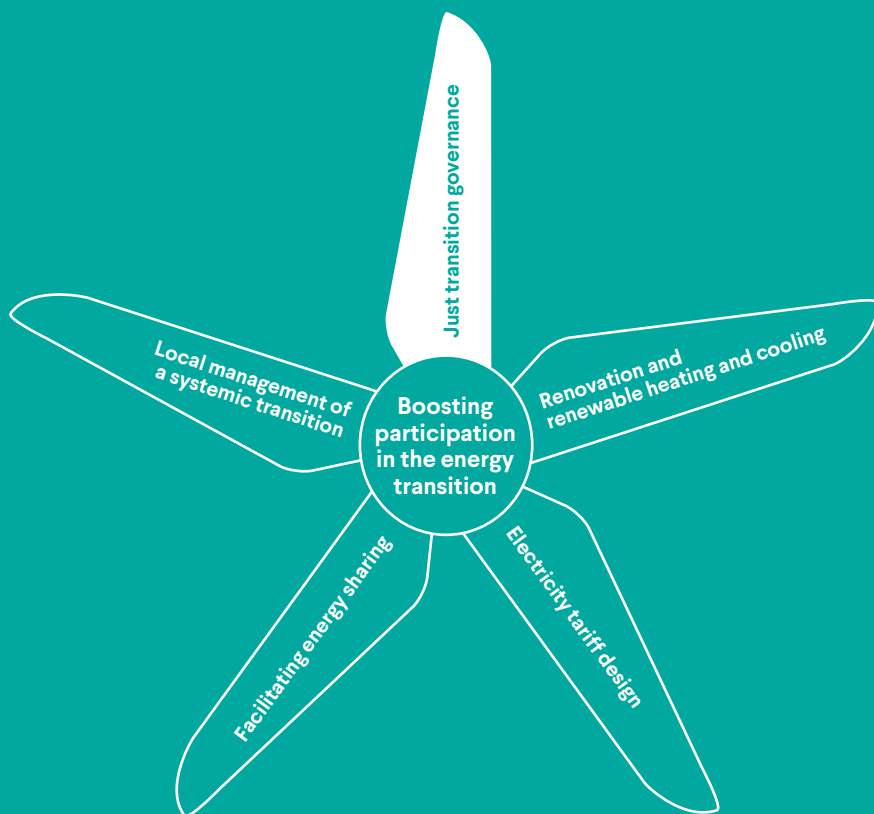 Just transition governance
Local management of
a systemic transition
Renovation and
renewable heating and cooling
Boosting
participation
in the energy
transition
Facilitating energy sharing
Electricity tariff design